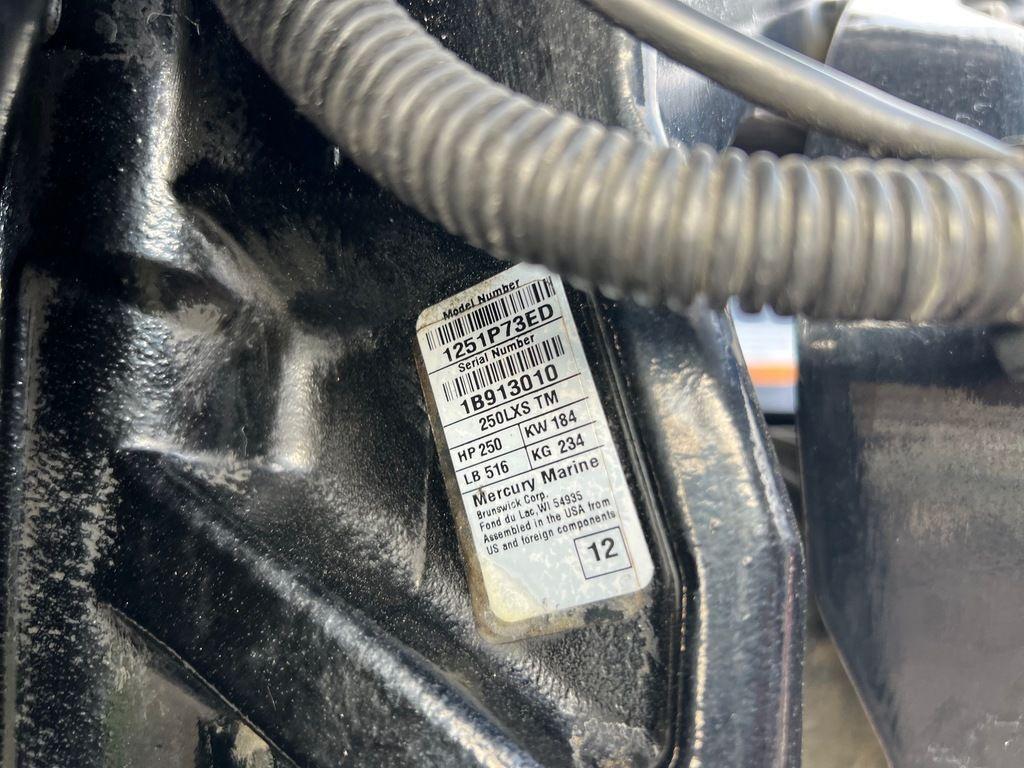 Model Number
1251P73ED
Serial Number
1B913010
250LXS TM
HP 250 KW 184
LB 516 KG 234
Mercury Marine
Brunswick Corp.
Fond du Lac, WI 54935
Assembled in the USA from
US and foreign components
12